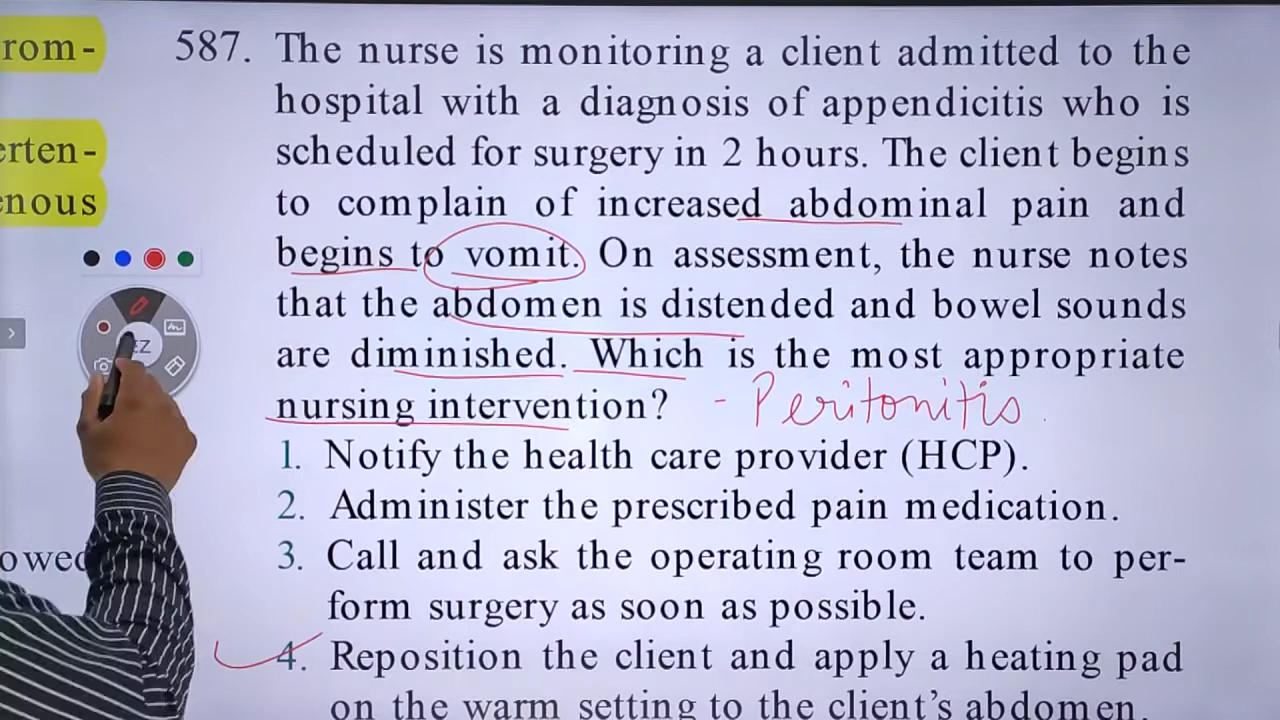 rom-
erten-
enous
owed
587. The nurse is monitoring a client admitted to the
hospital with a diagnosis of appendicitis who is
scheduled for surgery in 2 hours. The client begins
to complain of increased abdominal pain and
begins to vomit. On assessment, the nurse notes
that the abdomen is distended and bowel sounds
are diminished. Which is the most appropriate
nursing intervention? - Peritonitis.
1. Notify the health care provider (HCP).
2. Administer the prescribed pain medication.
3. Call and ask the operating room team to per-
form surgery as soon as possible.
4. Reposition the client and apply a heating pad
on the warm setting to the client's abdomen.